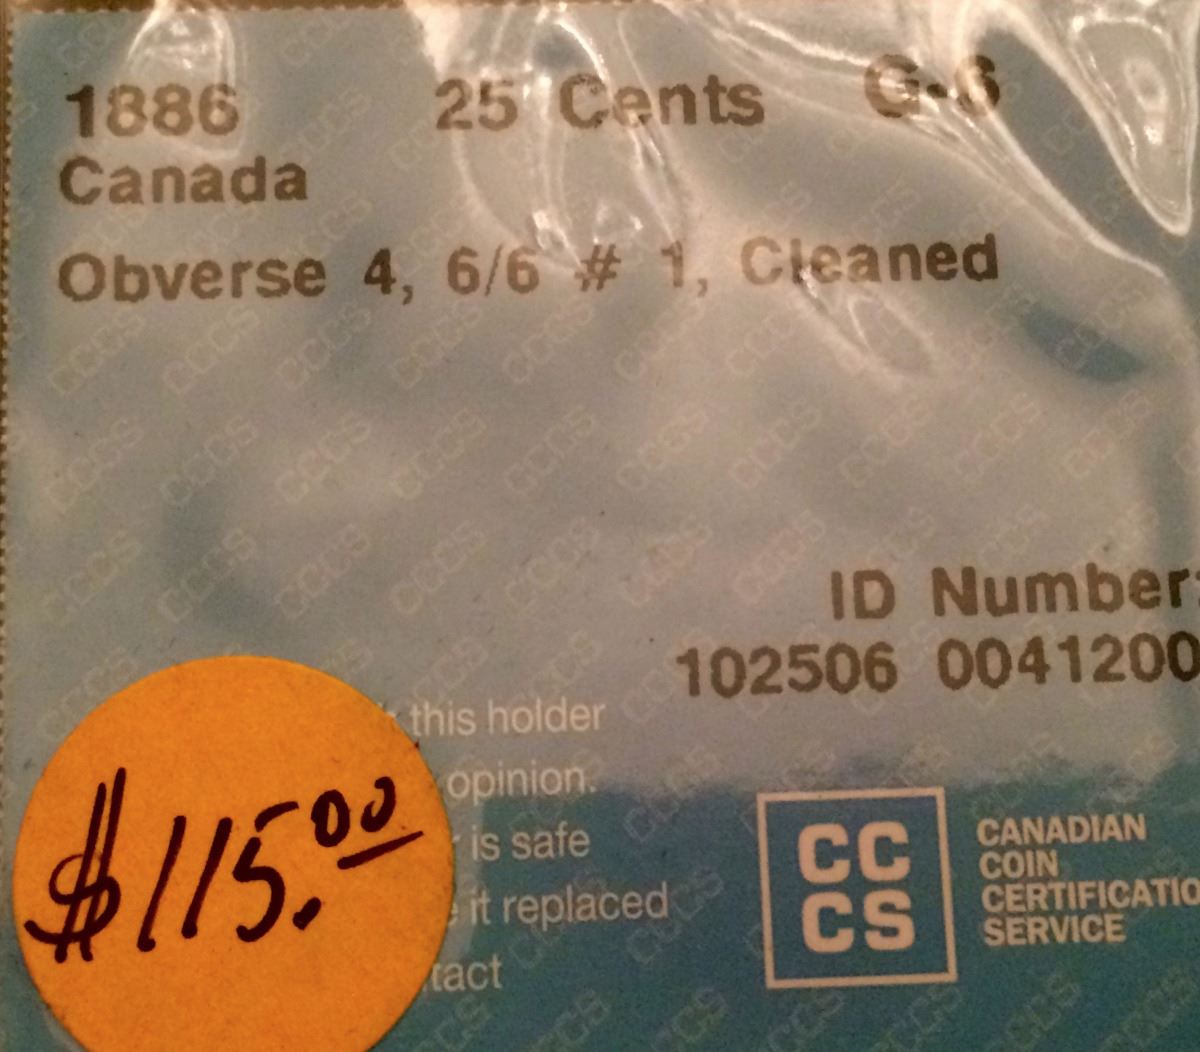 1886 25 Cents G-6
Canada
Obverse 4, 6/6 # 1, Cleaned
ID Number:
102506 0041200
this holder
opinion.
is safe
it replaced
$115.00
CC
CS
CANADIAN
COIN
CERTIFICATIO
SERVICE